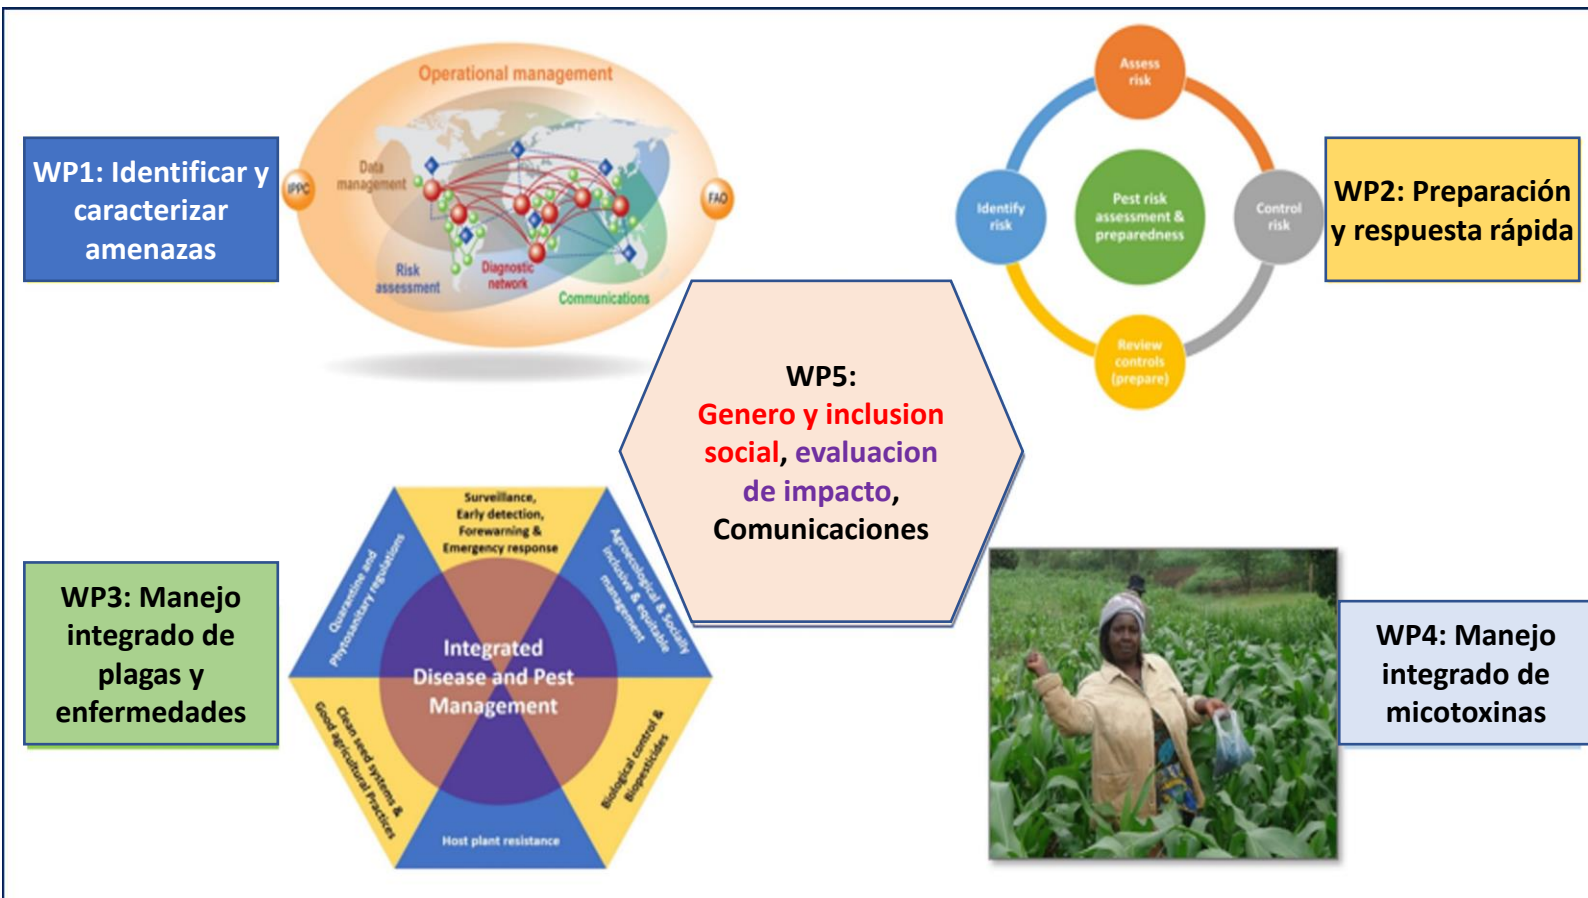 WP1: Identificar y
caracterizar
amenazas
Operational management
Data
management
IPPC
FAO
Risk
assessment
Diagnostic
network
Communications
Assess
risk
Identify
risk
Pest risk
assessment &
preparedness
Control
risk
Review
controls
(prepare)
WP2: Preparación
y respuesta rápida
WP5:
Genero y inclusion
social, evaluacion
de impacto,
Comunicaciones
WP3: Manejo
integrado de
plagas y
enfermedades
Surveillance,
Early detection,
Forewarning &
Emergency response
Quarantine and
Phytosanitary regulations
Agroecological & Socially
inclusive & equitable
management
Integrated
Disease and Pest
Management
Clean seed systems &
Good agricultural Practices
Biological control &
Biopesticides
Host plant resistance
WP4: Manejo
integrado de
micotoxinas